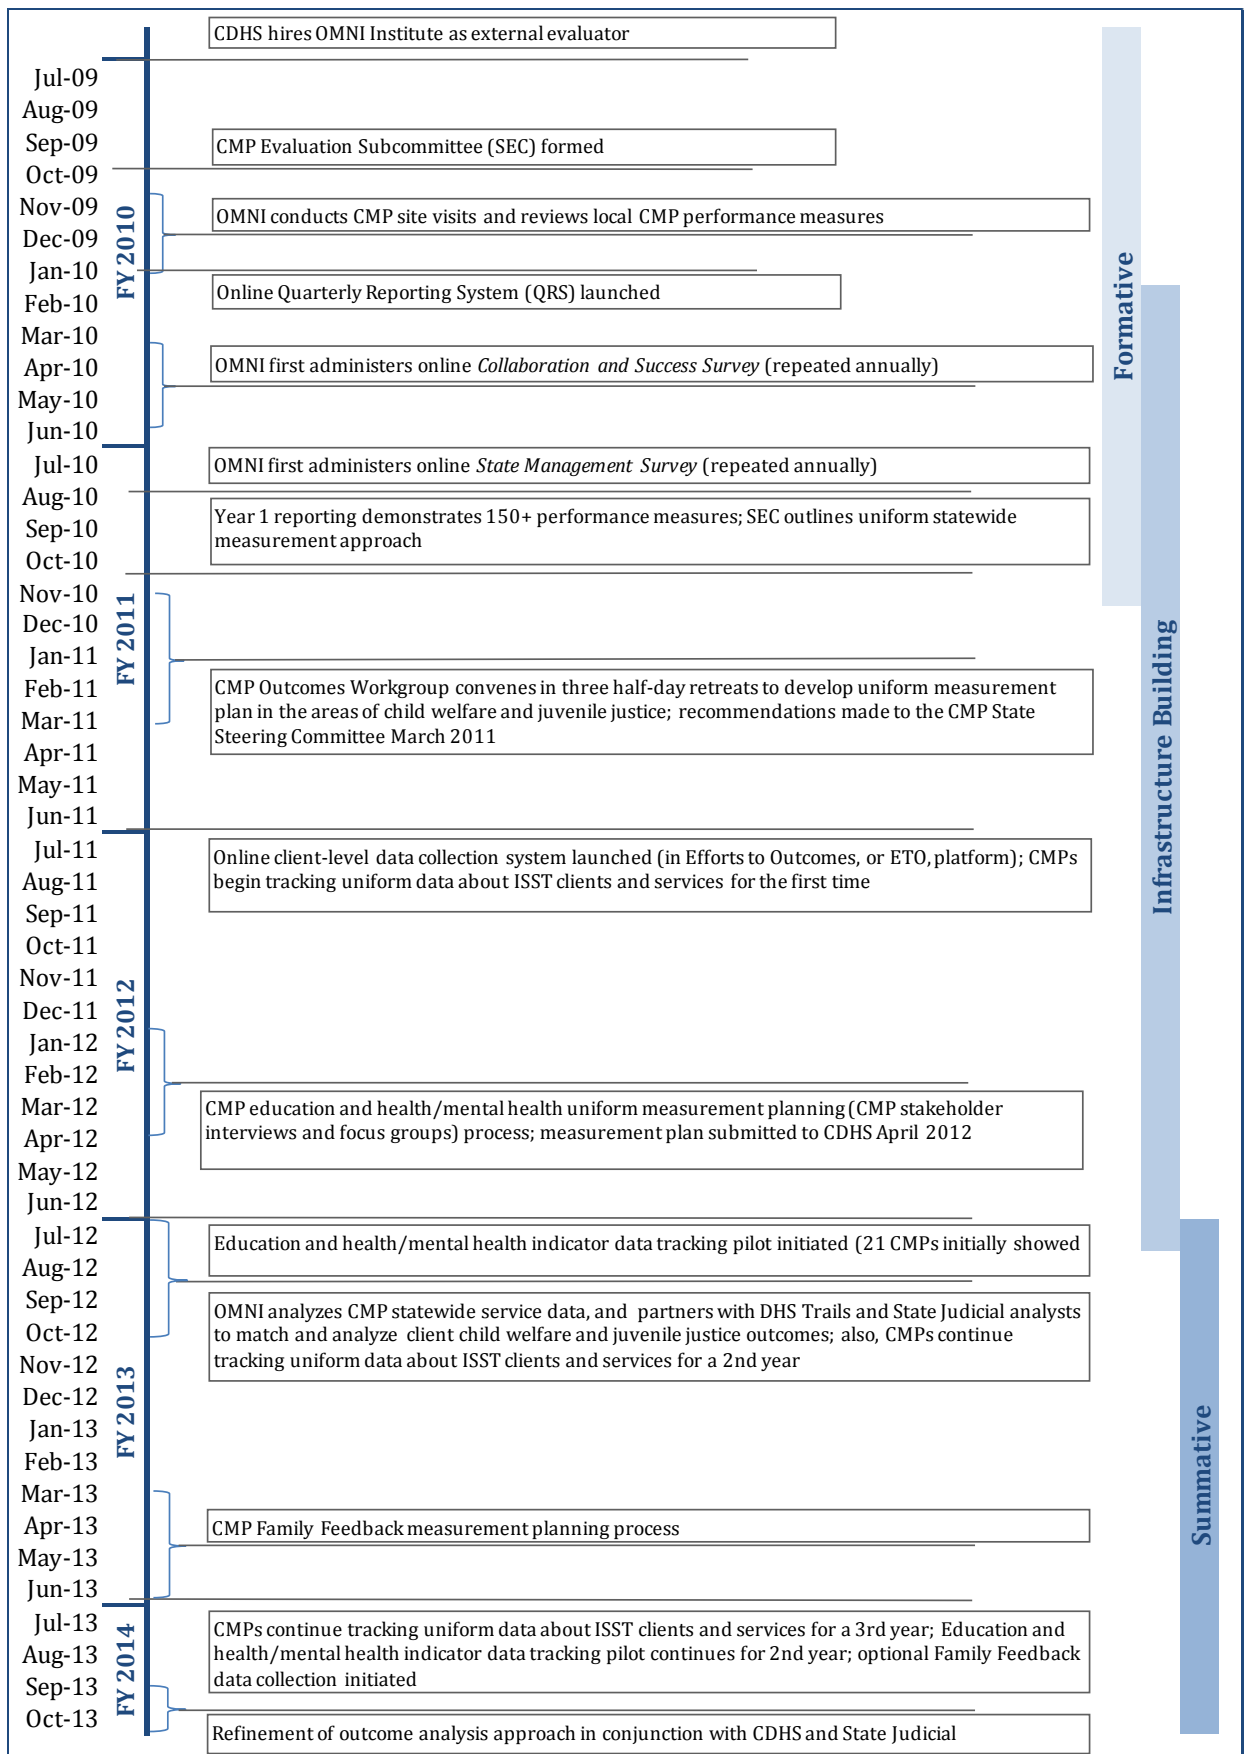 CDHS hires OMNI Institute as external evaluator
Jul-09
Aug-09
Sep-09
CMP Evaluation Subcommittee (SEC) formed
Oct-09
Nov-09
OMNI conducts CMP site visits and reviews local CMP performance measures
Dec-09
Jan-10
FY 2010
Online Quarterly Reporting System (QRS) launched
Feb-10
Mar-10
Apr-10
OMNI first administers online Collaboration and Success Survey (repeated annually)
May-10
Jun-10
Jul-10
OMNI first administers online State Management Survey (repeated annually)
Aug-10
Sep-10
Year 1 reporting demonstrates 150+ performance measures; SEC outlines uniform statewide
measurement approach
Oct-10
Nov-10
Dec-10
Jan-11
FY 2011
Feb-11
Mar-11
CMP Outcomes Workgroup convenes in three half-day retreats to develop uniform measurement
plan in the areas of child welfare and juvenile justice; recommendations made to the CMP State
Steering Committee March 2011
Apr-11
May-11
Jun-11
Jul-11
Online client-level data collection system launched (in Efforts to Outcomes, or ETO, platform); CMPs
begin tracking uniform data about ISST clients and services for the first time
Aug-11
Sep-11
Oct-11
Nov-11
Dec-11
Jan-12
FY 2012
Feb-12
Mar-12
CMP education and health/mental health uniform measurement planning (CMP stakeholder
interviews and focus groups) process; measurement plan submitted to CDHS April 2012
Apr-12
May-12
Jun-12
Jul-12
Education and health/mental health indicator data tracking pilot initiated (21 CMPs initially showed
Aug-12
Sep-12
Oct-12
OMNI analyzes CMP statewide service data, and partners with DHS Trails and State Judicial analysts
to match and analyze client child welfare and juvenile justice outcomes; also, CMPs continue
tracking uniform data about ISST clients and services for a 2nd year
Nov-12
Dec-12
FY 2013
Jan-13
Feb-13
Mar-13
Apr-13
CMP Family Feedback measurement planning process
May-13
Jun-13
Jul-13
Aug-13
FY 2014
CMPs continue tracking uniform data about ISST clients and services for a 3rd year; Education and
health/mental health indicator data tracking pilot continues for 2nd year; optional Family Feedback
data collection initiated
Sep-13
Oct-13
Refinement of outcome analysis approach in conjunction with CDHS and State Judicial
Formative
Infrastructure Building
Summative